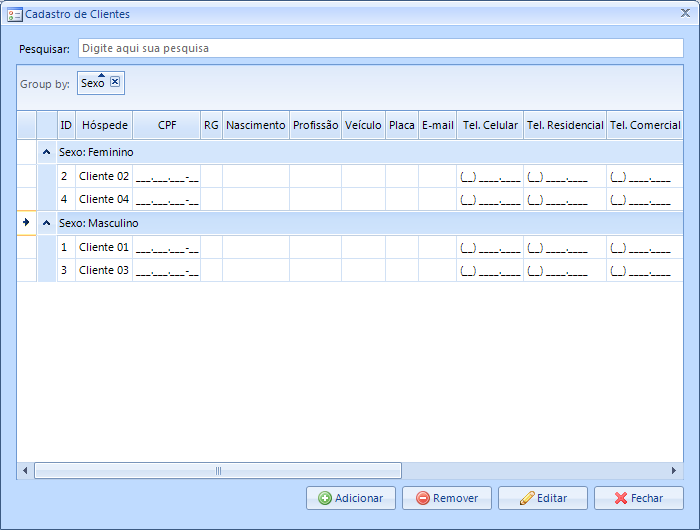 Cadastro de Clientes
Pesquisar: Digite aqui sua pesquisa
Group by: Sexo
ID Hóspede CPF RG Nascimento Profissão Veículo Placa E-mail Tel. Celular Tel. Residencial Tel. Comercial
Sexo: Feminino
2 Cliente 02 ___.___.___-__ (__) ____.____ (__) ____.____ (__) ____.____
4 Cliente 04 ___.___.___-__ (__) ____.____ (__) ____.____ (__) ____.____
Sexo: Masculino
1 Cliente 01 ___.___.___-__ (__) ____.____ (__) ____.____ (__) ____.____
3 Cliente 03 ___.___.___-__ (__) ____.____ (__) ____.____ (__) ____.____
Adicionar Remover Editar Fechar